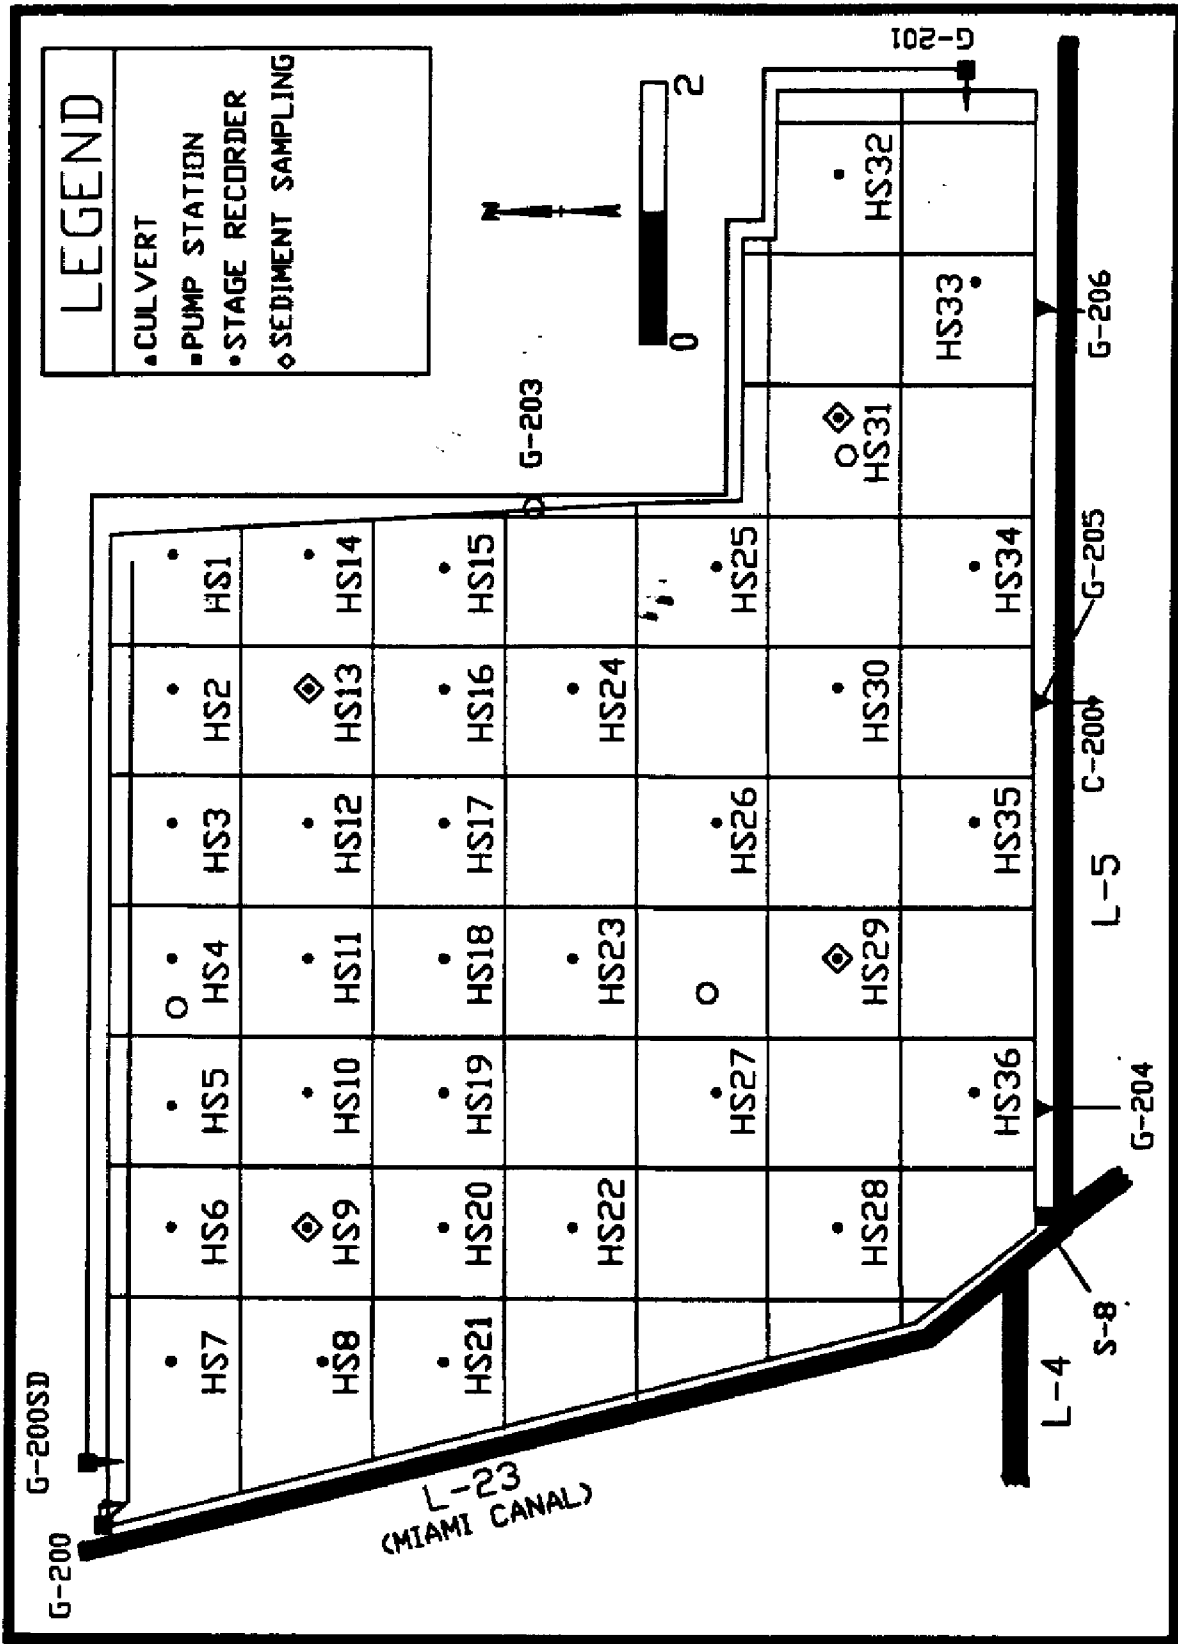 LEGEND
CULVERT
PUMP STATION
STAGE RECORDER
SEDIMENT SAMPLING
G-200
G-200SD
HS7
HS6
HS5
HS4
HS3
HS2
HS1
HS8
HS9
HS10
HS11
HS12
HS13
HS14
HS21
HS20
HS19
HS18
HS17
HS16
HS15
G-203
N
L-23
(MIAMI CANAL)
HS22
HS23
HS24
0
2
HS27
HS26
HS25
HS28
HS29
HS30
HS31
HS32
G-201
HS36
HS35
HS34
HS33
L-4
S-8
G-204
L-5
C-200
G-205
G-206